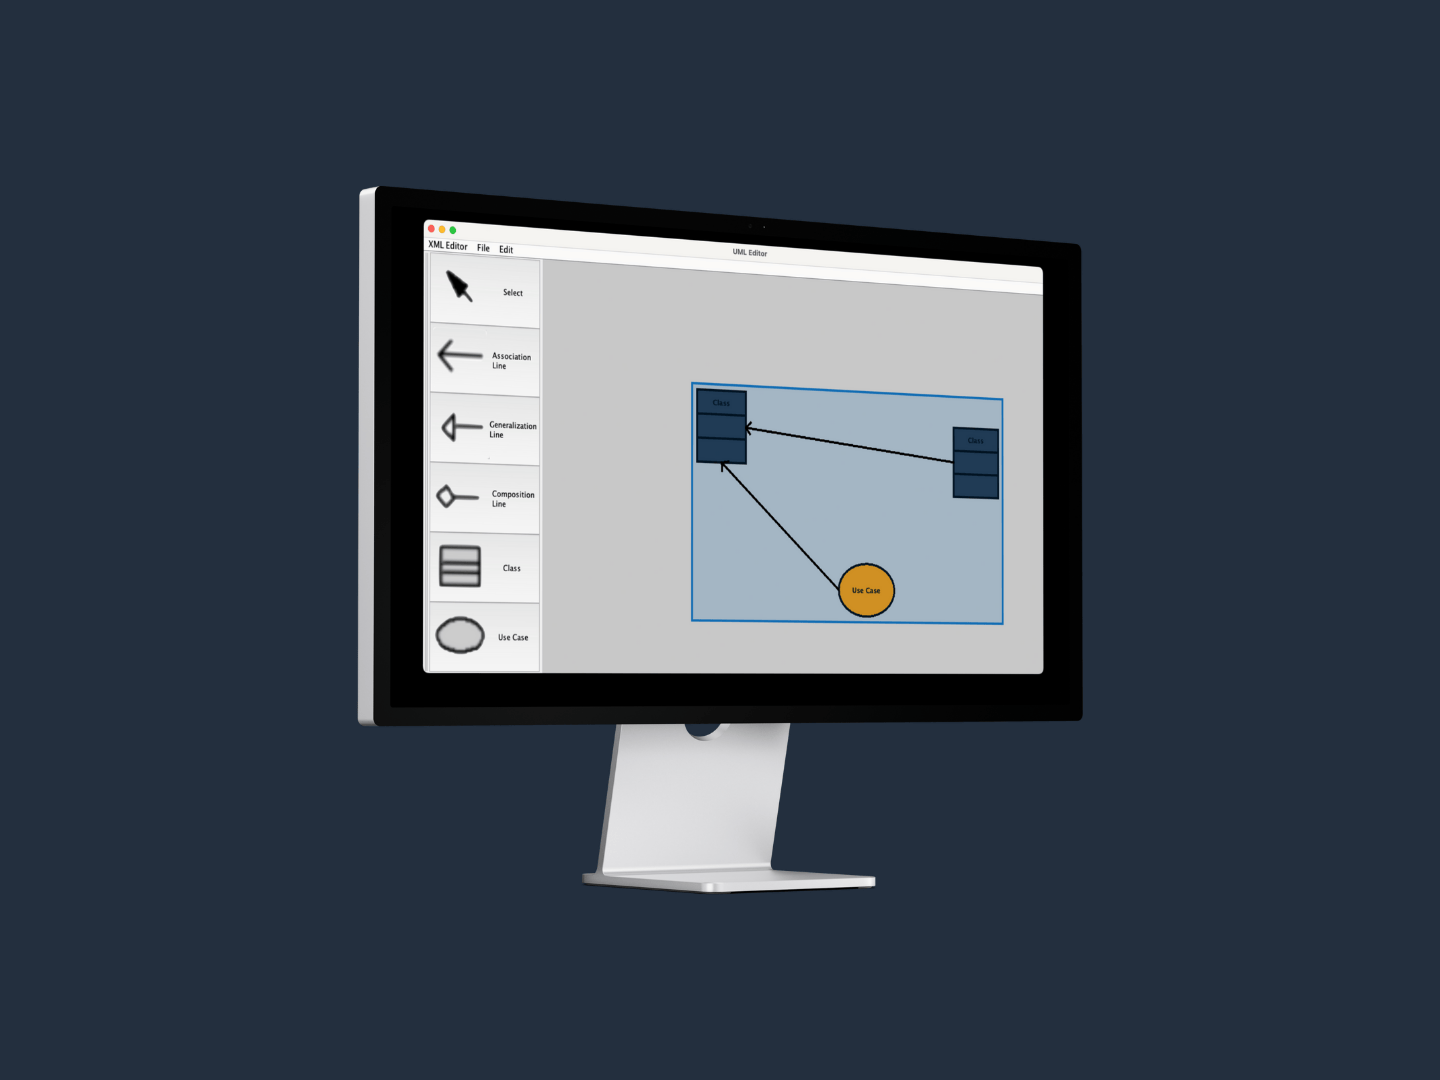 UML Editor
XML Editor File Edit
Select
Association
Line
Generalization
Line
Composition
Line
Class
Use Case
Class
Class
Use Case